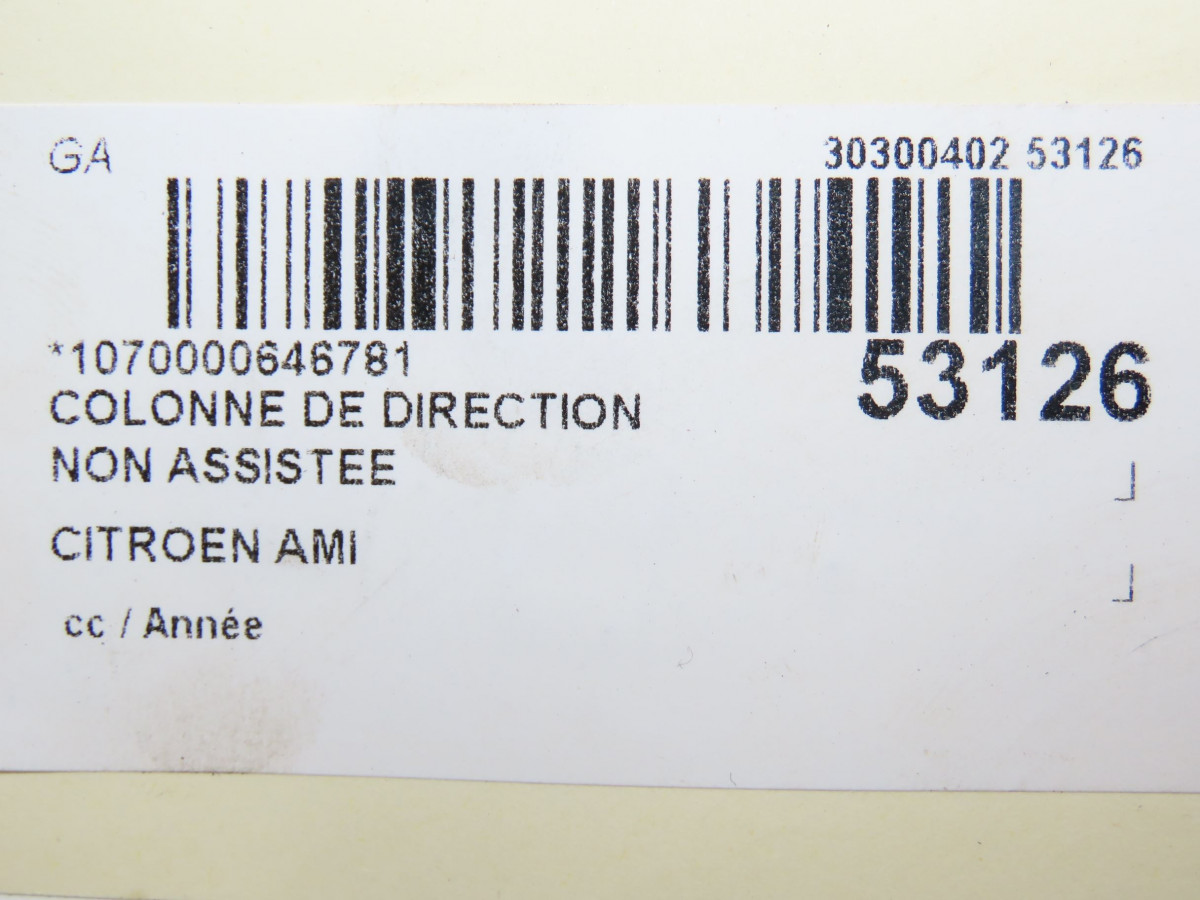 GA
30300402 53126
*1070000646781
53126
COLONNE DE DIRECTION
NON ASSISTEE
CITROEN AMI
cc / Année